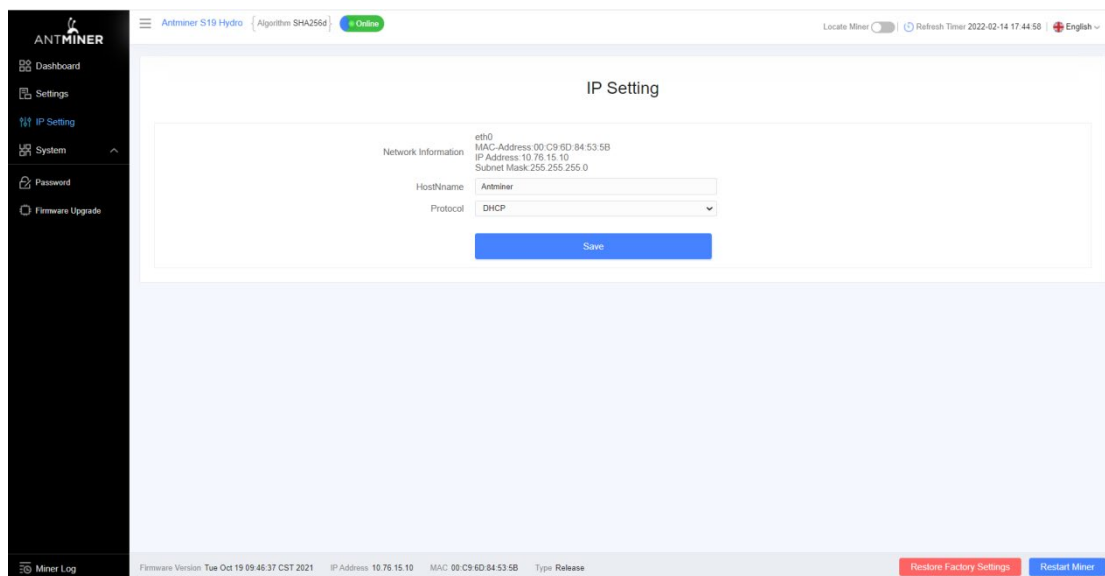 ANTMINER
Antminer S19 Hydro { Algorithm SHA256d } Online
Locate Miner Refresh Timer 2022-02-14 17:44:58 English
Dashboard
Settings
IP Setting
System
Password
Firmware Upgrade
IP Setting
Network Information
eth0
MAC-Address:00:C9:6D:84:53:5B
IP Address:10.76.15.10
Subnet Mask:255.255.255.0
HostNname Antminer
Protocol DHCP
Save
Miner Log
Firmware Version Tue Oct 19 09:46:37 CST 2021 IP Address 10.76.15.10 MAC 00:C9:6D:84:53:5B Type Release
Restore Factory Settings Restart Miner